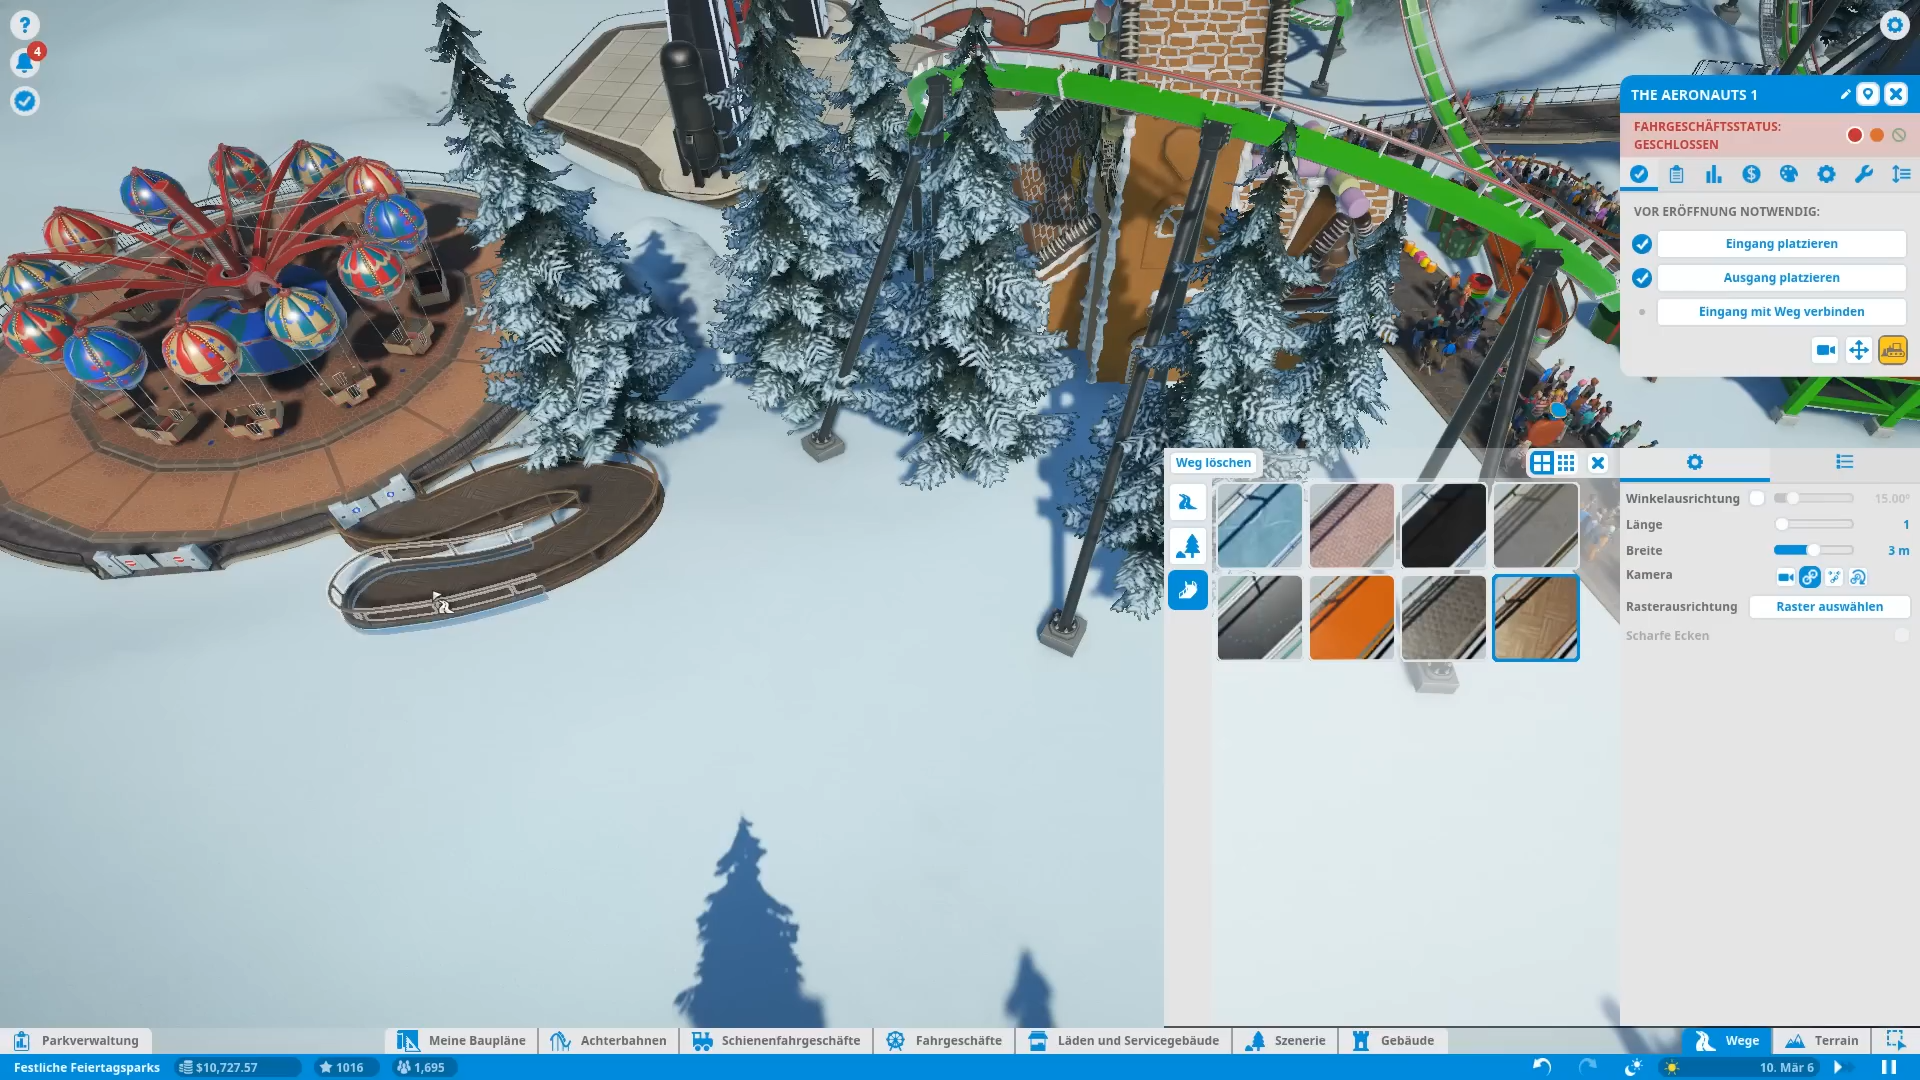 4
THE AERONAUTS 1
FAHRGESCHÄFTSSTATUS:
GESCHLOSSEN
VOR ERÖFFNUNG NOTWENDIG:
Eingang platzieren
Ausgang platzieren
Eingang mit Weg verbinden
Weg löschen
Winkelausrichtung 15.00°
Länge 1
Breite 3 m
Kamera
Rasterausrichtung Raster auswählen
Scharfe Ecken
Parkverwaltung Meine Baupläne Achterbahnen Schienenfahrgeschäfte Fahrgeschäfte Läden und Servicegebäude Szenerie Gebäude Wege Terrain
Festliche Feiertagsparks $10,727.57 1016 1,695 10. Mär 6